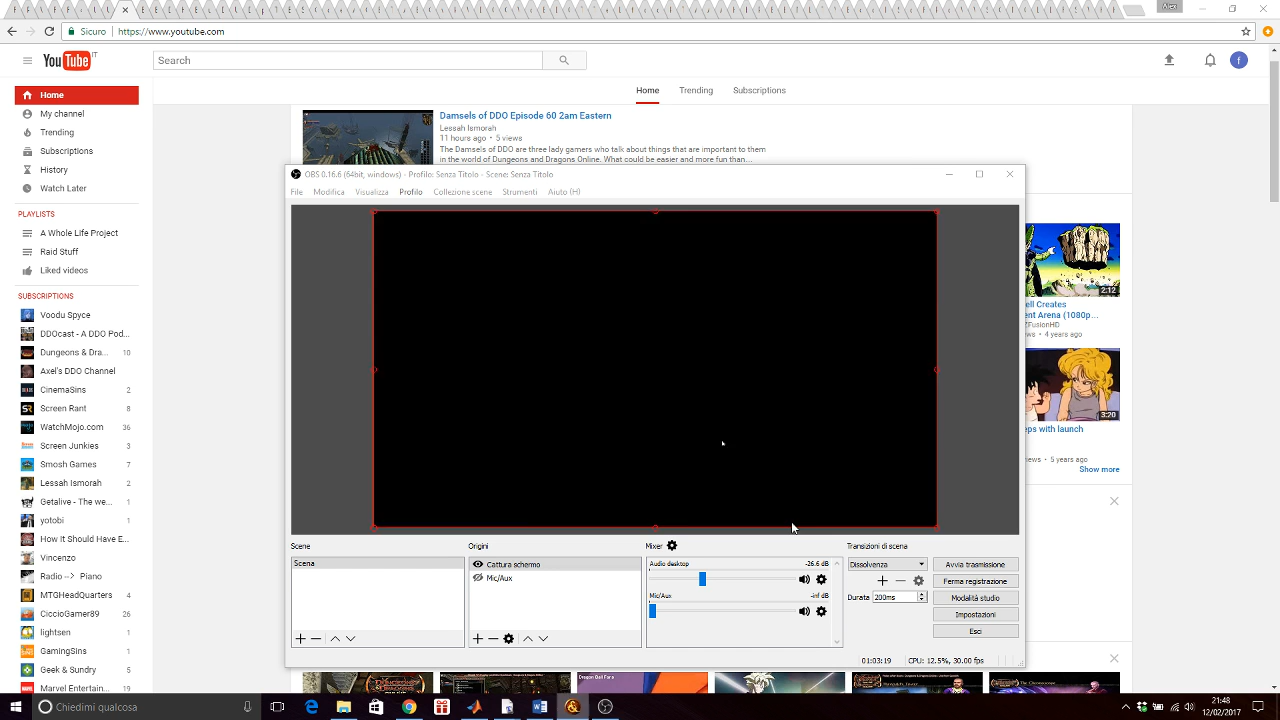 Alex
Sicuro
https://www.youtube.com
YouTube IT
Search
Home
Trending
Subscriptions
Home
My channel
Trending
Subscriptions
History
Watch Later
PLAYLISTS
A Whole Life Project
Raid Stuff
Liked videos
SUBSCRIPTIONS
Voodu Spyce
DDOCast - A DDO Pod...
Dungeons & Dra... 10
Axel's DDO Channel
CinemaSins 2
Screen Rant 8
WatchMojo.com 36
Screen Junkies 3
Smosh Games 7
Lessah Ismorah 2
Getalive - The we... 1
yotobi 1
How It Should Have E...
Vincenzo
Radio --> Piano
MTGHeadQuarters 4
CiccioGamer89 26
lightsen 1
GamingSins 1
Geek & Sundry 5
Marvel Entertain... 19
Damsels of DDO Episode 60 2am Eastern
Lessah Ismorah
11 hours ago • 5 views
The Damsels of DDO are three lady gamers who talk about things that are important to them
in the world of Dungeons and Dragons Online. What could be easier and more fun than...
OBS 0.16.6 (64bit, windows) - Profilo: Senza Titolo - Scene: Senza Titolo
File Modifica Visualizza Profilo Collezione scene Strumenti Aiuto (H)
2:12
ell Creates
ent Arena (1080p...
ZFusionHD
ws • 4 years ago
3:20
eps with launch
iews • 5 years ago
Show more
Scene
Scena
Origini
Cattura schermo
Mic/Aux
Mixer
Audio desktop -26.6 dB
Mic/Aux -inf dB
Transizioni di scena
Dissolvenza
Durata 200ms
Avvia trasmissione
Ferma registrazione
Modalità studio
Impostazioni
Esci
01:03:19 CPU: 12.5%, 30.00 fps
Chiedimi qualcosa
21:48
12/02/2017